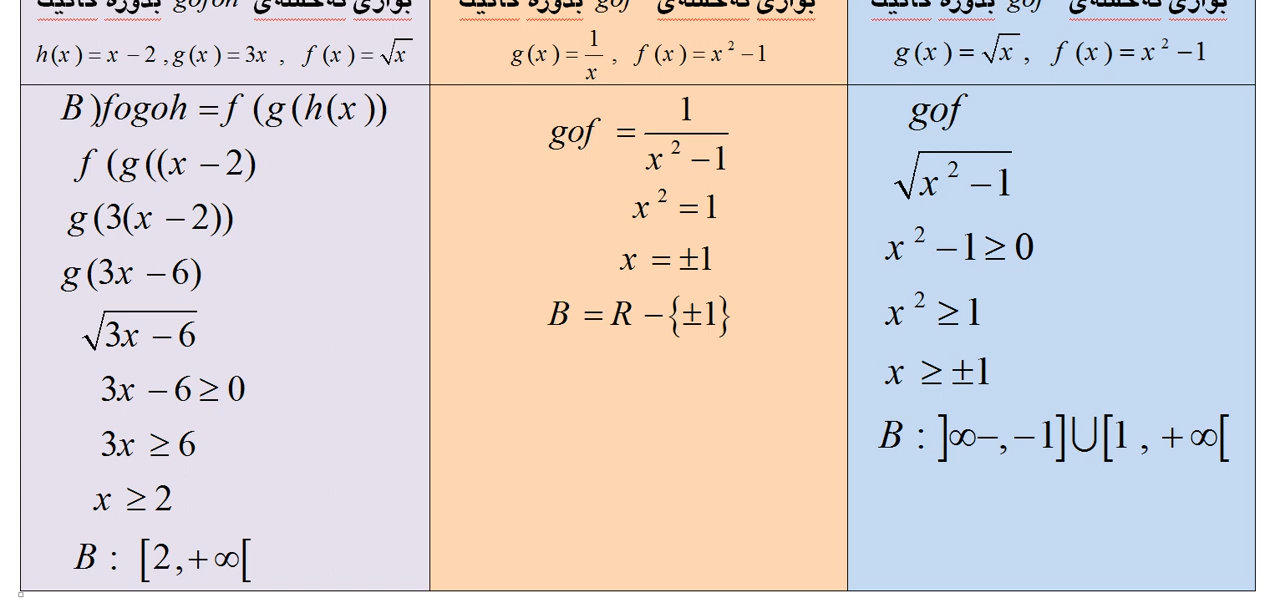 h(x) = x − 2 , g(x) = 3x , f(x) = √x
B )fogoh = f (g(h(x))
f (g((x − 2)
g(3(x − 2))
g(3x − 6)
√3x − 6
3x − 6 ≥ 0
3x ≥ 6
x ≥ 2
B : [2,+∞[
g(x) = 1/x , f(x) = x² − 1
gof = 1/(x² − 1)
x² = 1
x = ±1
B = R − {±1}
g(x) = √x , f(x) = x² − 1
gof
√x² − 1
x² − 1 ≥ 0
x² ≥ 1
x ≥ ±1
B : ]∞−,−1]∪[1 , +∞[